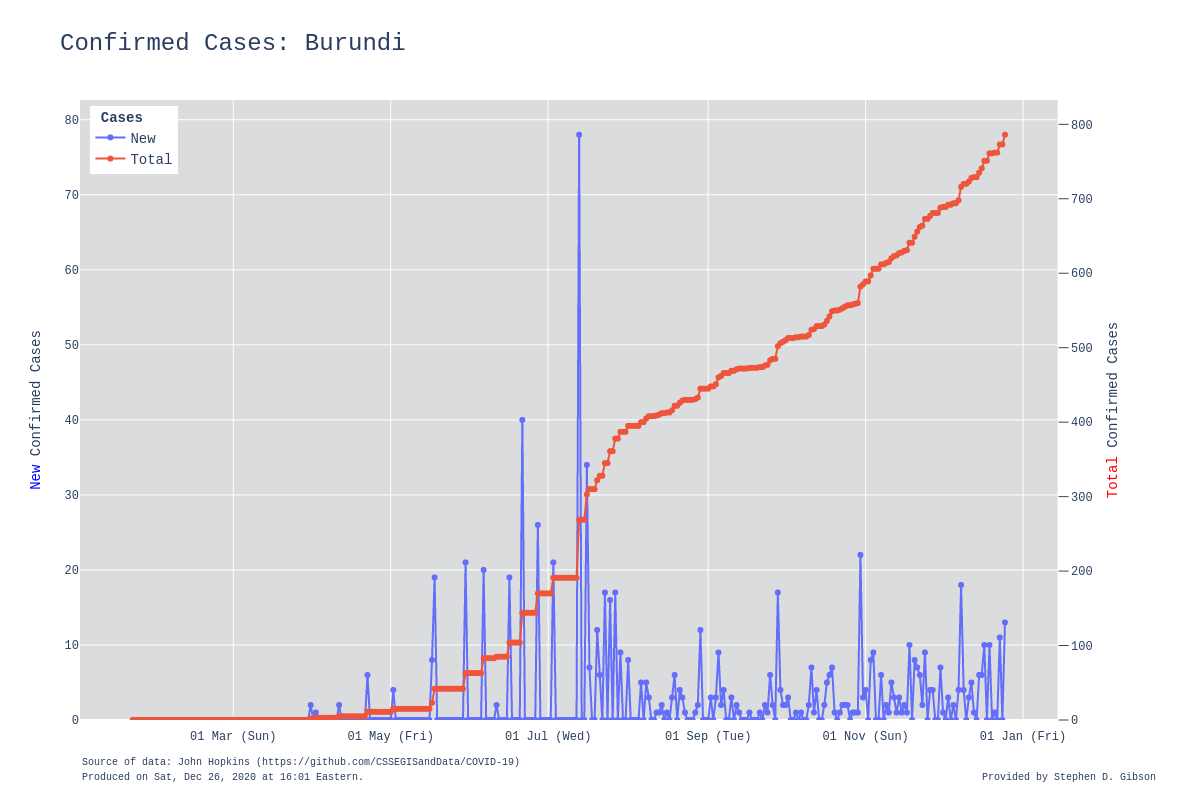 Confirmed Cases: Burundi
Cases
New
Total
80
70
60
50
40
30
20
10
0
800
700
600
500
400
300
200
100
0
New Confirmed Cases
Total Confirmed Cases
01 Mar (Sun)
01 May (Fri)
01 Jul (Wed)
01 Sep (Tue)
01 Nov (Sun)
01 Jan (Fri)
Source of data: John Hopkins (https://github.com/CSSEGISandData/COVID-19)
Produced on Sat, Dec 26, 2020 at 16:01 Eastern.
Provided by Stephen D. Gibson